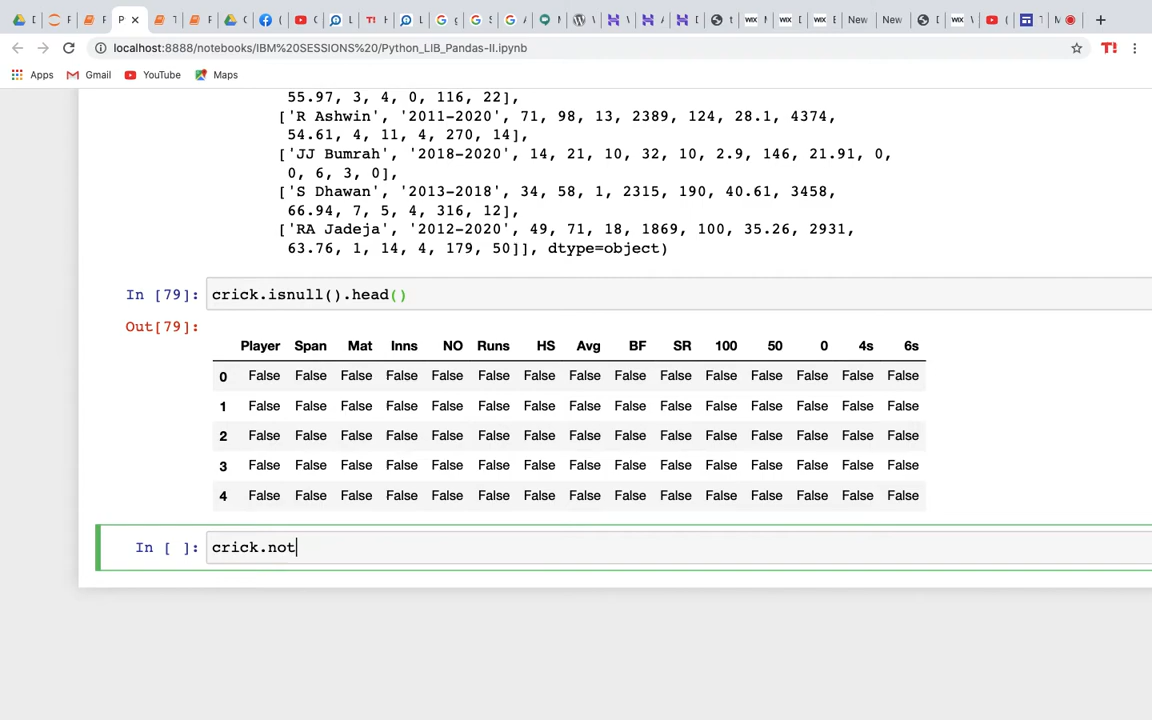 localhost:8888/notebooks/IBM%20SESSIONS%20/Python_LIB_Pandas-II.ipynb
Apps Gmail YouTube Maps
55.97, 3, 4, 0, 116, 22],
['R Ashwin', '2011-2020', 71, 98, 13, 2389, 124, 28.1, 4374,
54.61, 4, 11, 4, 270, 14],
['JJ Bumrah', '2018-2020', 14, 21, 10, 32, 10, 2.9, 146, 21.91, 0,
0, 6, 3, 0],
['S Dhawan', '2013-2018', 34, 58, 1, 2315, 190, 40.61, 3458,
66.94, 7, 5, 4, 316, 12],
['RA Jadeja', '2012-2020', 49, 71, 18, 1869, 100, 35.26, 2931,
63.76, 1, 14, 4, 179, 50]], dtype=object)
In [79]: crick.isnull().head()
Out[79]:
Player Span Mat Inns NO Runs HS Avg BF SR 100 50 0 4s 6s
0 False False False False False False False False False False False False False False False
1 False False False False False False False False False False False False False False False
2 False False False False False False False False False False False False False False False
3 False False False False False False False False False False False False False False False
4 False False False False False False False False False False False False False False False
In [ ]: crick.not